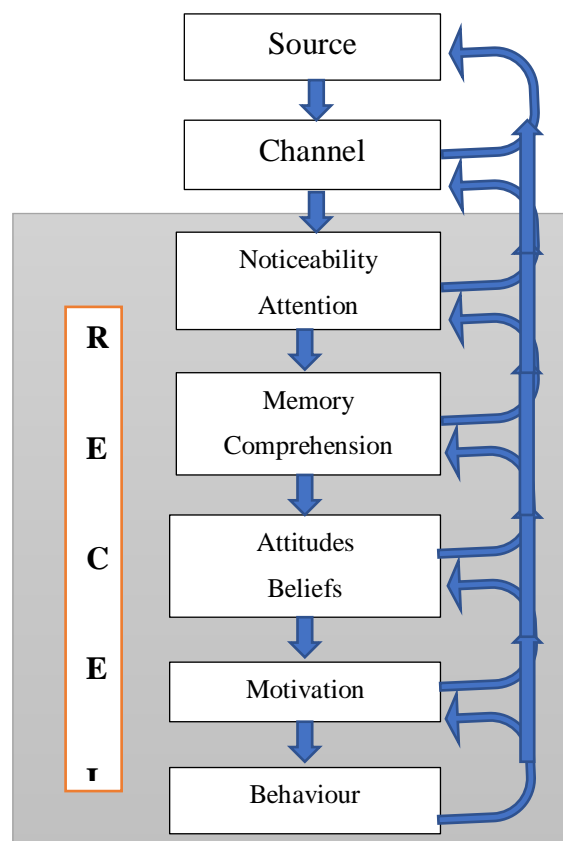 Source
Channel
Noticeability
Attention
Memory
Comprehension
Attitudes
Beliefs
Motivation
Behaviour
R
E
C
E
I